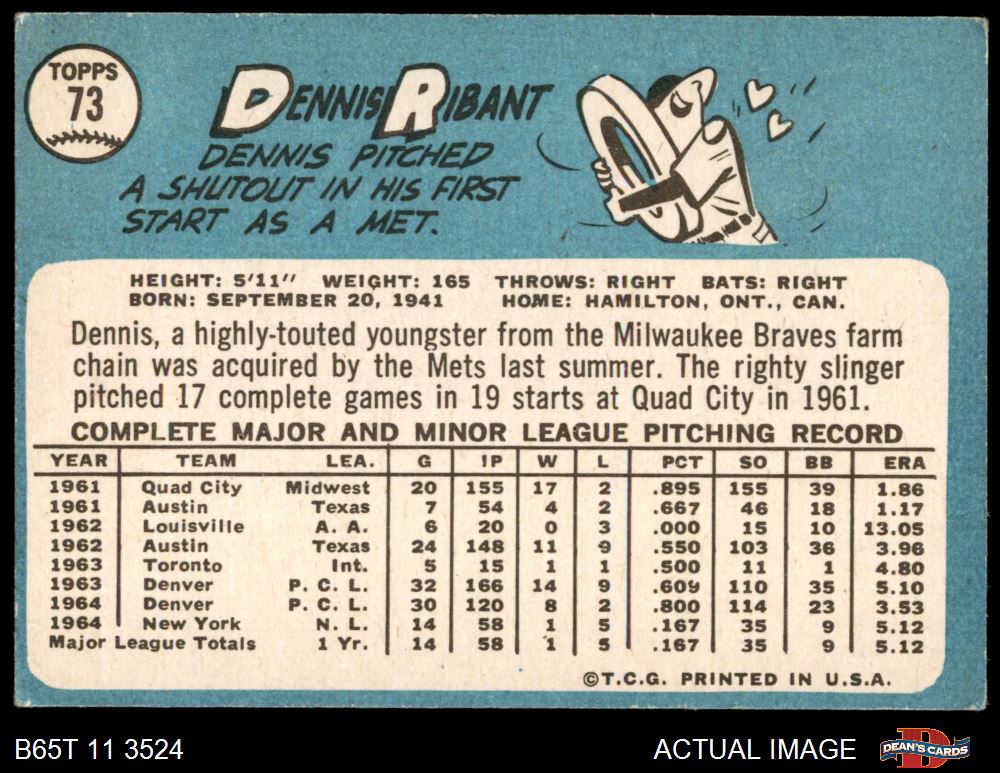 TOPPS
73
DENNIS RIBANT
DENNIS PITCHED
A SHUTOUT IN HIS FIRST
START AS A MET.
HEIGHT: 5'11" WEIGHT: 165 THROWS: RIGHT BATS: RIGHT
BORN: SEPTEMBER 20, 1941 HOME: HAMILTON, ONT., CAN.
Dennis, a highly-touted youngster from the Milwaukee Braves farm
chain was acquired by the Mets last summer. The righty slinger
pitched 17 complete games in 19 starts at Quad City in 1961.
COMPLETE MAJOR AND MINOR LEAGUE PITCHING RECORD
YEAR TEAM LEA. G IP W L PCT SO BB ERA
1961 Quad City Midwest 20 155 17 2 .895 155 39 1.86
1961 Austin Texas 7 54 4 2 .667 46 18 1.17
1962 Louisville A. A. 6 20 0 3 .000 15 10 13.05
1962 Austin Texas 24 148 11 9 .550 103 36 3.96
1963 Toronto Int. 5 15 1 1 .500 11 1 4.80
1963 Denver P. C. L. 32 166 14 9 .609 110 35 5.10
1964 Denver P. C. L. 30 120 8 2 .800 114 23 3.53
1964 New York N. L. 14 58 1 5 .167 35 9 5.12
Major League Totals 1 Yr. 14 58 1 5 .167 35 9 5.12
©T.C.G. PRINTED IN U.S.A.
B65T 11 3524 ACTUAL IMAGE DEAN'S CARDS